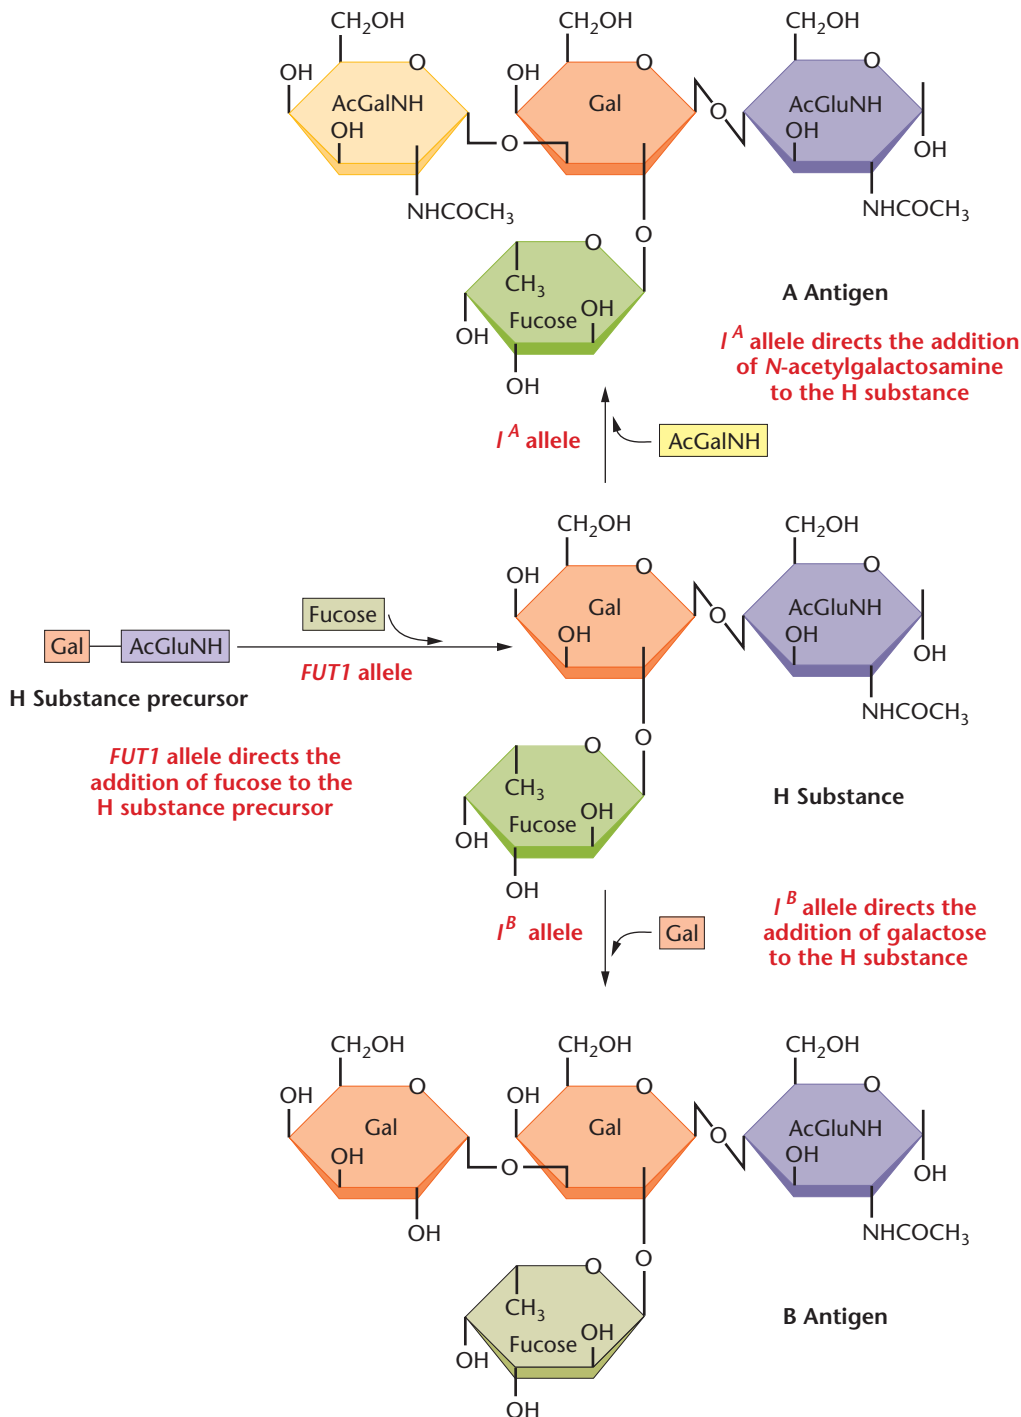 CH₂OH CH₂OH CH₂OH
O O O
OH OH
AcGalNH Gal AcGluNH
OH OH
O O OH
NHCOCH₃ NHCOCH₃
O O
CH₃
OH Fucose OH
OH
A Antigen
I^A allele directs the addition
of N-acetylgalactosamine
to the H substance
I^A allele
AcGalNH
CH₂OH CH₂OH
O O
OH
Gal AcGluNH
O
OH OH
OH
NHCOCH₃
Fucose
Gal AcGluNH
FUT1 allele
H Substance precursor
FUT1 allele directs the
addition of fucose to the
H substance precursor
O O
CH₃
OH Fucose OH
OH
H Substance
I^B allele
Gal
I^B allele directs the
addition of galactose
to the H substance
CH₂OH CH₂OH CH₂OH
O O O
OH OH
Gal Gal AcGluNH
O
OH OH
O OH
OH NHCOCH₃
O O
CH₃
OH Fucose OH
OH
B Antigen